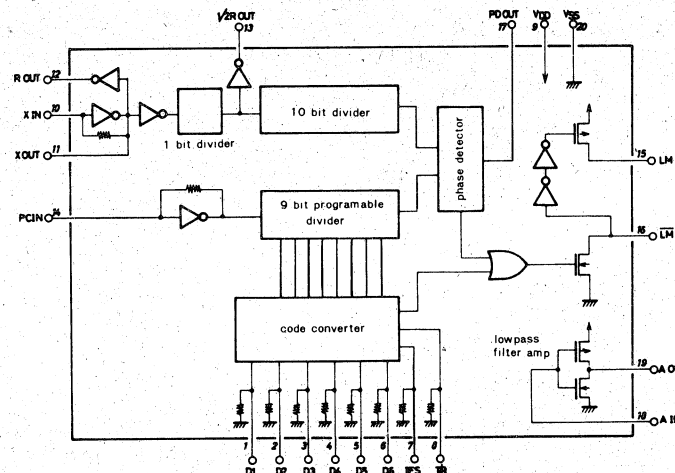 1/2R OUT
13
PD OUT
17
VDD
9
VSS
20
R OUT
12
X IN
10
X OUT
11
1 bit divider
10 bit divider
phase detector
15
LM
PC IN
14
9 bit programable
divider
16
LM
code converter
lowpass
filter amp
19
A O
18
A I
1
2
3
4
5
6
7
8
D1
D2
D3
D4
D5
D6